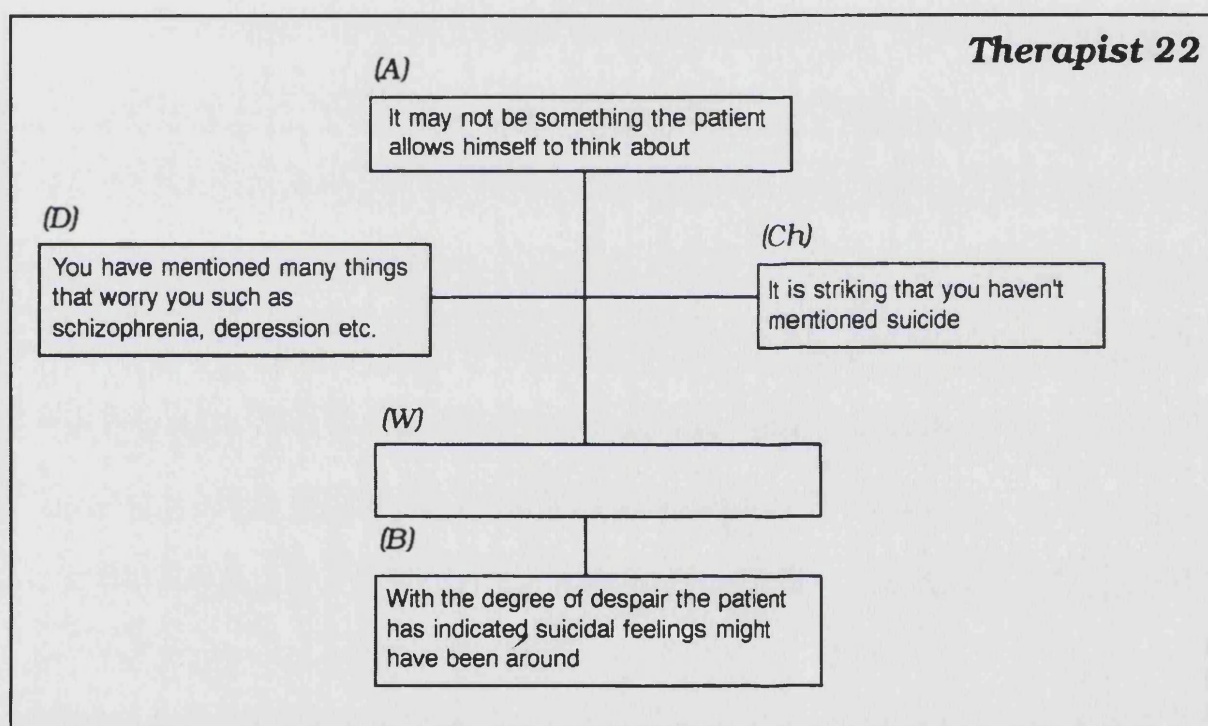 Therapist 22
(A)
It may not be something the patient
allows himself to think about
(D)
You have mentioned many things
that worry you such as
schizophrenia, depression etc.
(Ch)
It is striking that you haven't
mentioned suicide
(W)
(B)
With the degree of despair the patient
has indicated, suicidal feelings might
have been around